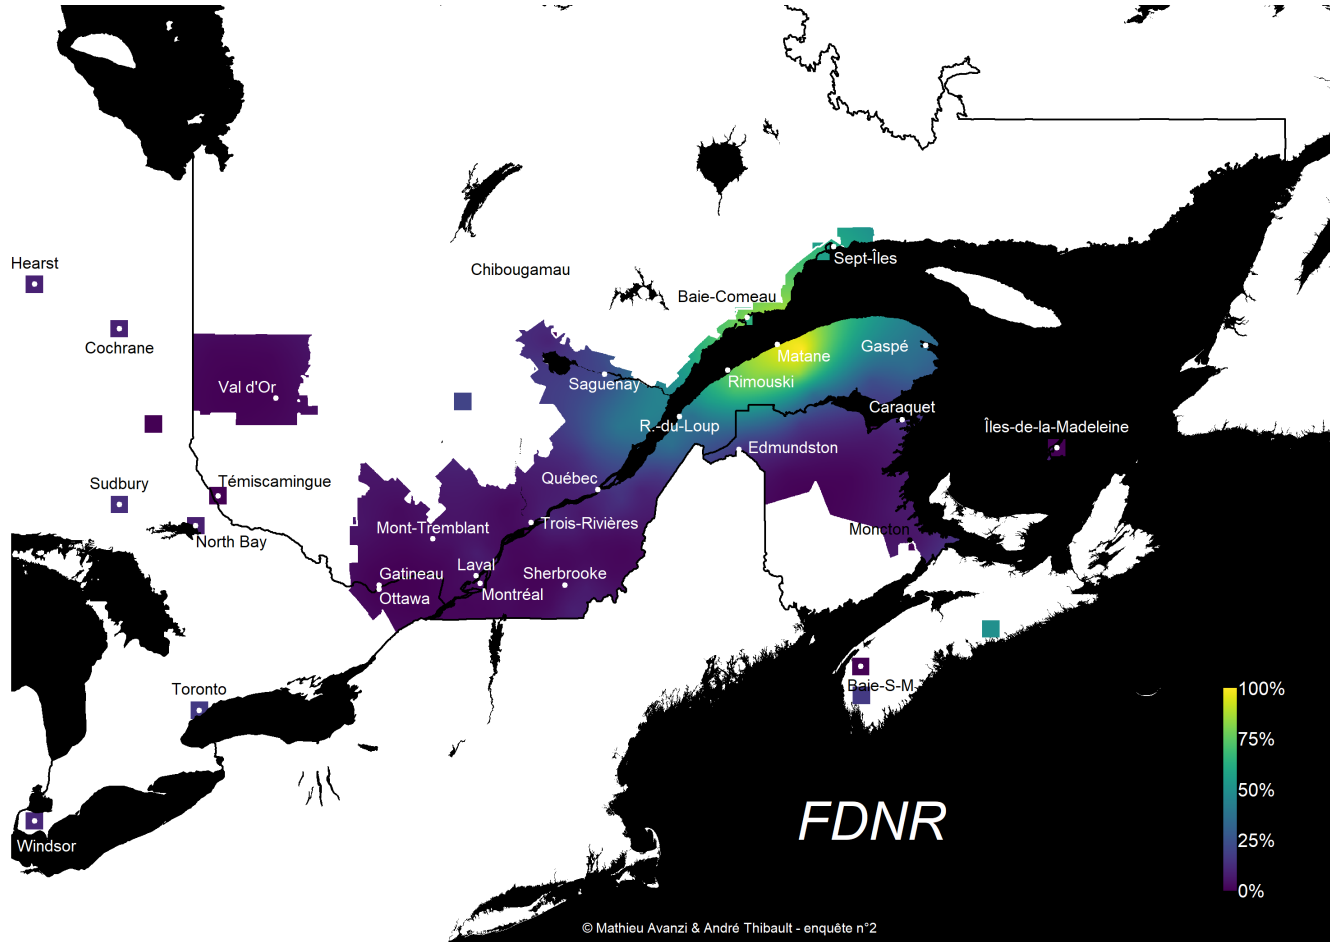 Hearst
Cochrane
Chibougamau
Sept-Îles
Baie-Comeau
Matane
Gaspé
Val d'Or
Saguenay
Rimouski
Caraquet
R.-du-Loup
Îles-de-la-Madeleine
Edmundston
Sudbury
Témiscamingue
Québec
Mont-Tremblant
Trois-Rivières
Moncton
North Bay
Laval
Gatineau
Sherbrooke
Ottawa
Montréal
Toronto
Baie-S-M
Windsor
100%
75%
50%
25%
0%
FDNR
© Mathieu Avanzi & André Thibault - enquête n°2